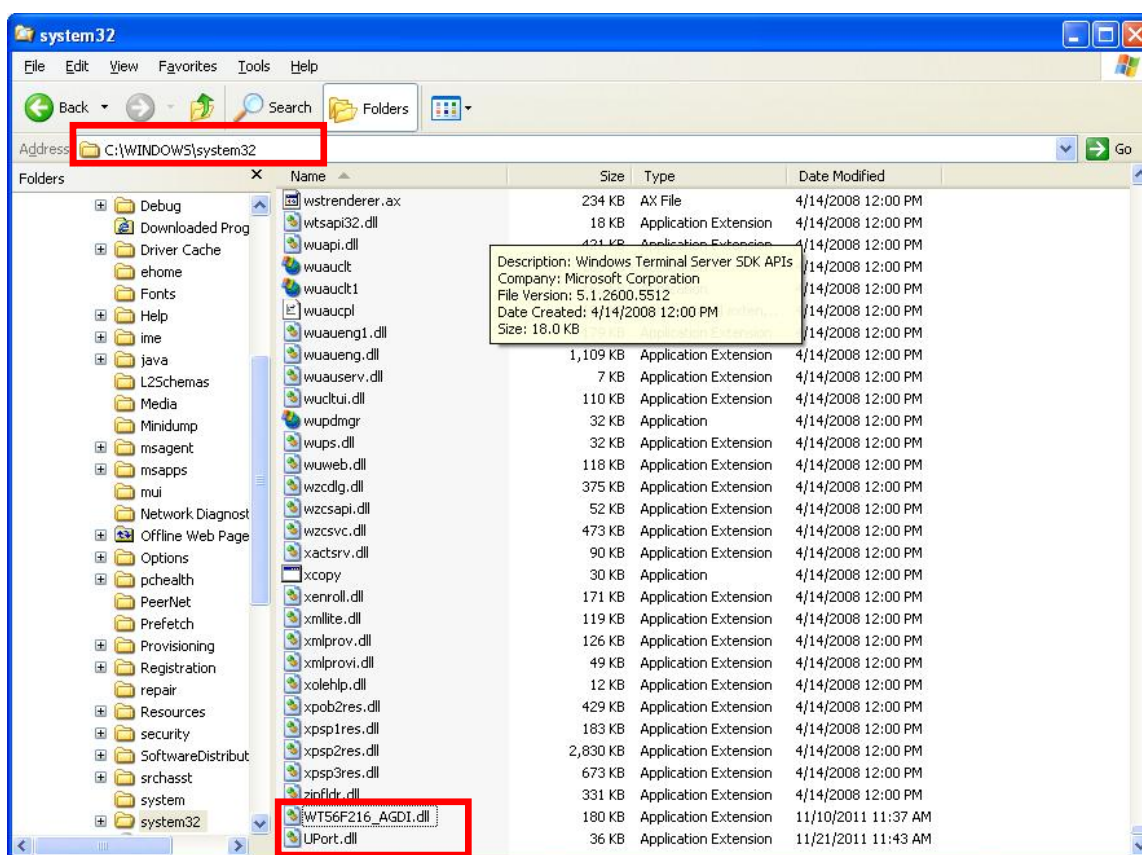 system32
File Edit View Favorites Tools Help
Back Search Folders
Address C:\WINDOWS\system32 Go
Folders x Name Size Type Date Modified
Debug
Downloaded Prog
Driver Cache
ehome
Fonts
Help
ime
java
L2Schemas
Media
Minidump
msagent
msapps
mui
Network Diagnost
Offline Web Page
Options
pchealth
PeerNet
Prefetch
Provisioning
Registration
repair
Resources
security
SoftwareDistribut
srchasst
system
system32
wstrenderer.ax 234 KB AX File 4/14/2008 12:00 PM
wtsapi32.dll 18 KB Application Extension 4/14/2008 12:00 PM
wuapi.dll 421 KB Application Extension 4/14/2008 12:00 PM
wuauclt /14/2008 12:00 PM
wuauclt1 /14/2008 12:00 PM
wuaucpl /14/2008 12:00 PM
wuaueng1.dll /14/2008 12:00 PM
Description: Windows Terminal Server SDK APIs
Company: Microsoft Corporation
File Version: 5.1.2600.5512
Date Created: 4/14/2008 12:00 PM
Size: 18.0 KB
wuaueng.dll 1,109 KB Application Extension 4/14/2008 12:00 PM
wuauserv.dll 7 KB Application Extension 4/14/2008 12:00 PM
wucltui.dll 110 KB Application Extension 4/14/2008 12:00 PM
wupdmgr 32 KB Application 4/14/2008 12:00 PM
wups.dll 32 KB Application Extension 4/14/2008 12:00 PM
wuweb.dll 118 KB Application Extension 4/14/2008 12:00 PM
wzcdlg.dll 375 KB Application Extension 4/14/2008 12:00 PM
wzcsapi.dll 52 KB Application Extension 4/14/2008 12:00 PM
wzcsvc.dll 473 KB Application Extension 4/14/2008 12:00 PM
xactsrv.dll 90 KB Application Extension 4/14/2008 12:00 PM
xcopy 30 KB Application 4/14/2008 12:00 PM
xenroll.dll 171 KB Application Extension 4/14/2008 12:00 PM
xmllite.dll 119 KB Application Extension 4/14/2008 12:00 PM
xmlprov.dll 126 KB Application Extension 4/14/2008 12:00 PM
xmlprovi.dll 49 KB Application Extension 4/14/2008 12:00 PM
xolehlp.dll 12 KB Application Extension 4/14/2008 12:00 PM
xpob2res.dll 429 KB Application Extension 4/14/2008 12:00 PM
xpsp1res.dll 183 KB Application Extension 4/14/2008 12:00 PM
xpsp2res.dll 2,830 KB Application Extension 4/14/2008 12:00 PM
xpsp3res.dll 673 KB Application Extension 4/14/2008 12:00 PM
zipfldr.dll 331 KB Application Extension 4/14/2008 12:00 PM
WT56F216_AGDI.dll 180 KB Application Extension 11/10/2011 11:37 AM
UPort.dll 36 KB Application Extension 11/21/2011 11:43 AM